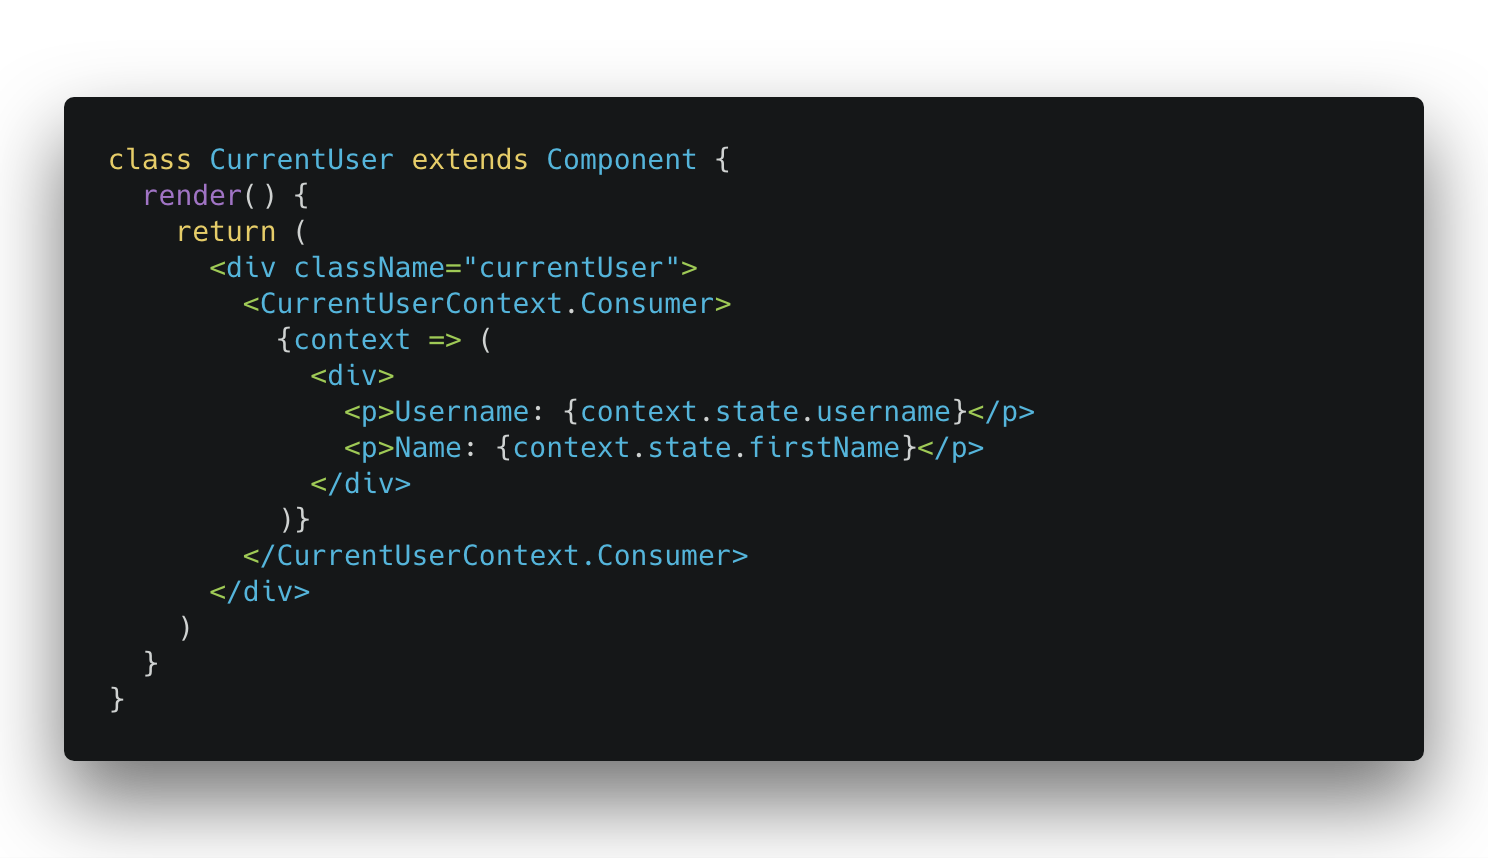 class CurrentUser extends Component {
  render() {
    return (
      <div className="currentUser">
        <CurrentUserContext.Consumer>
          {context => (
            <div>
              <p>Username: {context.state.username}</p>
              <p>Name: {context.state.firstName}</p>
            </div>
          )}
        </CurrentUserContext.Consumer>
      </div>
    )
  }
}